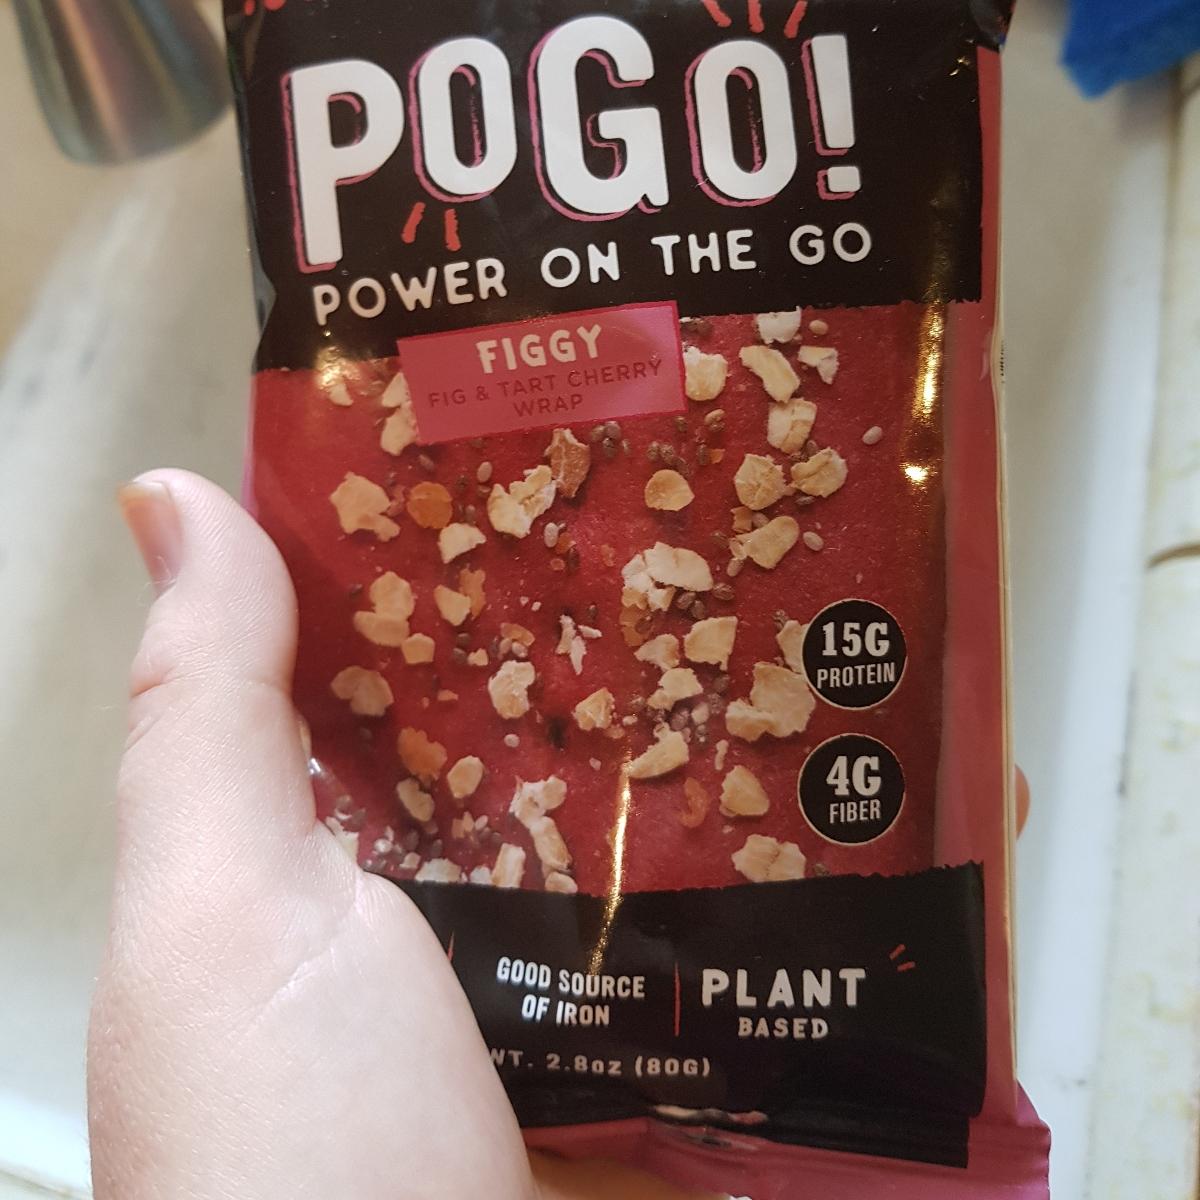 POGO!
POWER ON THE GO
FIGGY
FIG & TART CHERRY
WRAP
15G
PROTEIN
4G
FIBER
GOOD SOURCE
OF IRON
PLANT
BASED
WT. 2.8oz (80G)